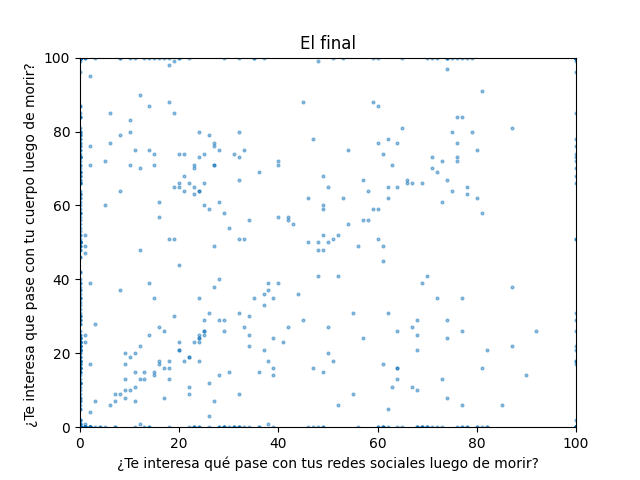 El final
¿Te interesa que pase con tu cuerpo luego de morir?
100
80
60
40
20
0
0 20 40 60 80 100
¿Te interesa qué pase con tus redes sociales luego de morir?